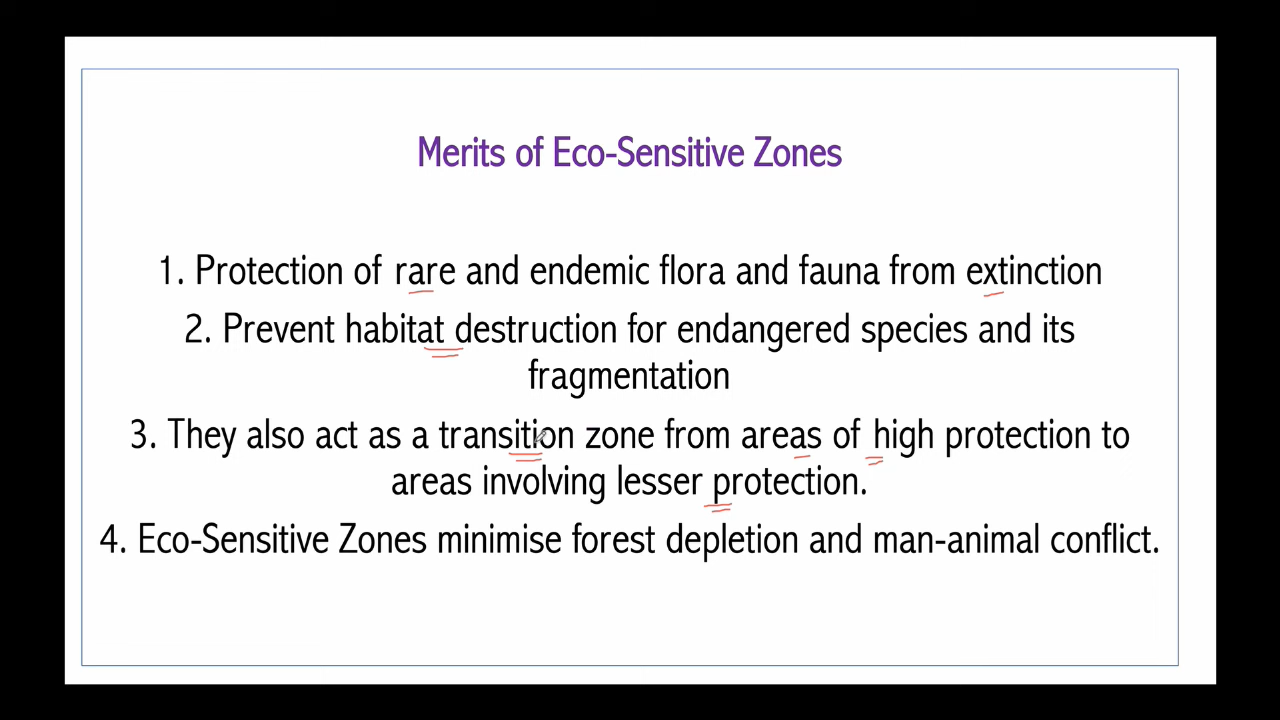 Merits of Eco-Sensitive Zones
1. Protection of rare and endemic flora and fauna from extinction
2. Prevent habitat destruction for endangered species and its
fragmentation
3. They also act as a transition zone from areas of high protection to
areas involving lesser protection.
4. Eco-Sensitive Zones minimise forest depletion and man-animal conflict.